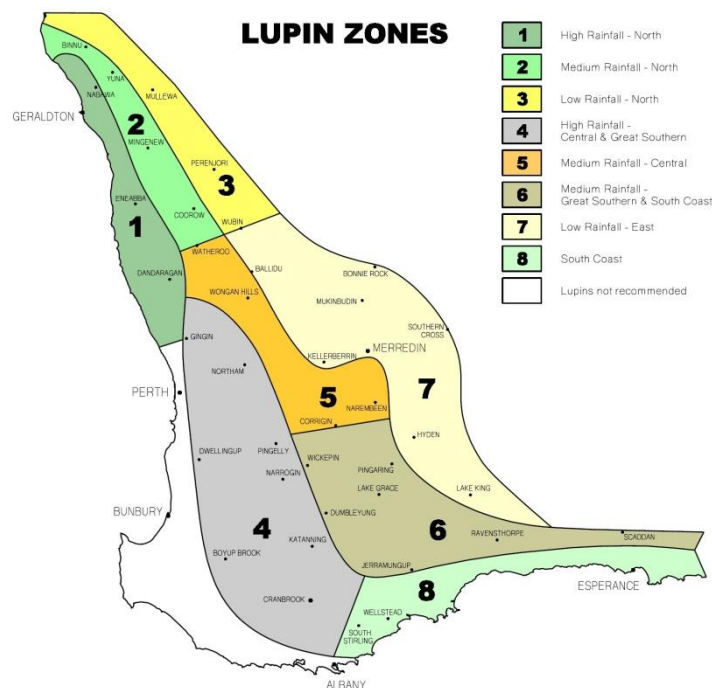 LUPIN ZONES
1 High Rainfall - North
2 Medium Rainfall - North
3 Low Rainfall - North
4 High Rainfall -
Central & Great Southern
5 Medium Rainfall - Central
6 Medium Rainfall -
Great Southern & South Coast
7 Low Rainfall - East
8 South Coast
Lupins not recommended
BINNU
YUNA
NABAWA
MULLEWA
GERALDTON
2
MINGENEW
PERENJORI
3
ENEABBA
COOROW
1
WUBIN
WATHEROO
DANDARAGAN
BALLIDU
BONNIE ROCK
WONGAN HILLS
MUKINBUDIN
SOUTHERN
CROSS
GINGIN
MERREDIN
KELLERBERRIN
NORTHAM
PERTH
5
7
NAREMBEEN
CORRIGIN
HYDEN
PINGELLY
DWELLINGUP
WICKEPIN
PINGARING
NARROGIN
LAKE GRACE
LAKE KING
BUNBURY
DUMBLEYUNG
4
6
RAVENSTHORPE
SCADDAN
KATANNING
BOYUP BROOK
JERRAMUNGUP
8
ESPERANCE
CRANBROOK
WELLSTEAD
SOUTH
STIRLING
ALBANY